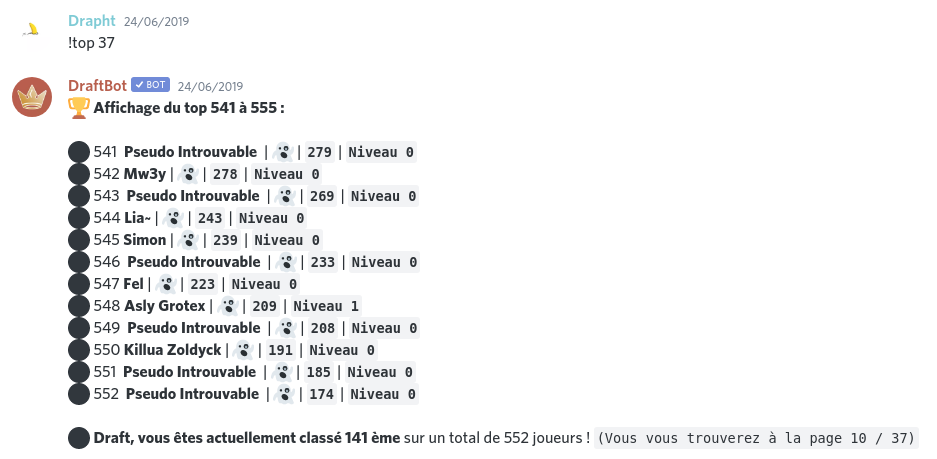 Drapht 24/06/2019
!top 37
DraftBot BOT 24/06/2019
Affichage du top 541 à 555 :
541 Pseudo Introuvable | | 279 | Niveau 0
542 Mw3y | | 278 | Niveau 0
543 Pseudo Introuvable | | 269 | Niveau 0
544 Lia~ | | 243 | Niveau 0
545 Simon | | 239 | Niveau 0
546 Pseudo Introuvable | | 233 | Niveau 0
547 Fel | | 223 | Niveau 0
548 Asly Grotex | | 209 | Niveau 1
549 Pseudo Introuvable | | 208 | Niveau 0
550 Killua Zoldyck | | 191 | Niveau 0
551 Pseudo Introuvable | | 185 | Niveau 0
552 Pseudo Introuvable | | 174 | Niveau 0
Draft, vous êtes actuellement classé 141 ème sur un total de 552 joueurs ! (Vous vous trouverez à la page 10 / 37)